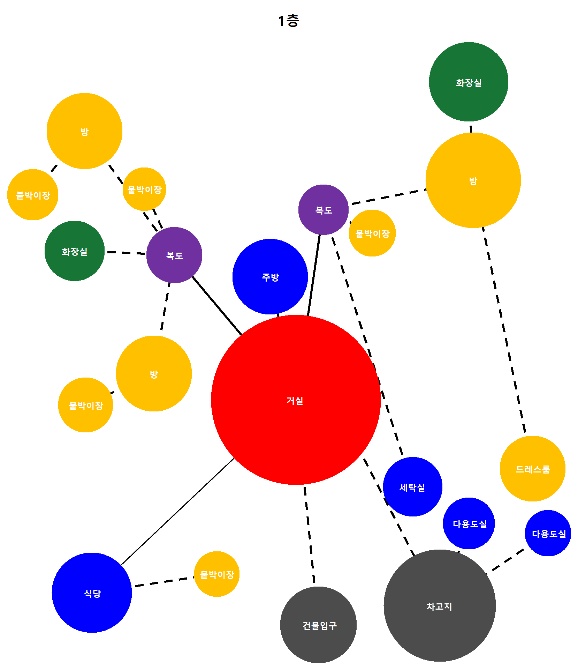 1층
화장실
방
방
붙박이장
붙박이장
복도
붙박이장
화장실
복도
주방
방
붙박이장
거실
드레스룸
세탁실
다용도실
다용도실
붙박이장
식당
차고지
건물입구